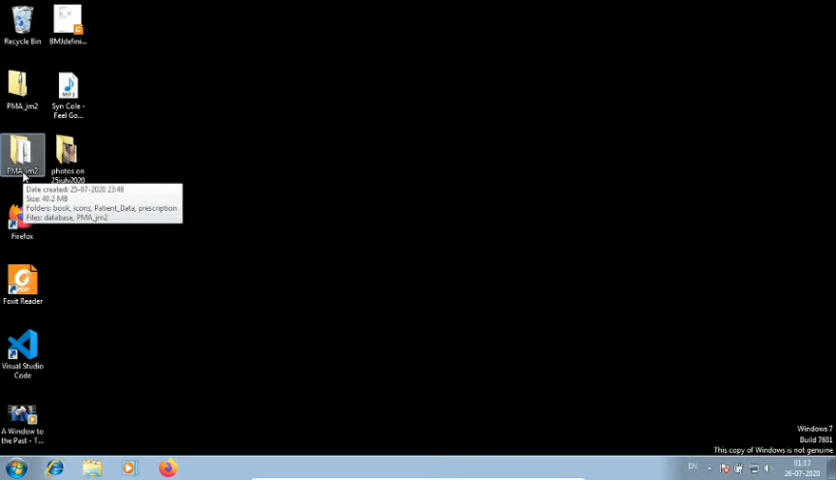 Recycle Bin
BMJdefini...
PMA_jm2
Syn Cole -
Feel Go...
MP3
PMA_jm2
photos on
25july2020
Date created: 25-07-2020 23:48
Size: 40.2 MB
Folders: book, icons, Patient_Data, prescription
Files: database, PMA_jm2
Firefox
PDF
Foxit Reader
Visual Studio
Code
A Window to
the Past - T...
Windows 7
Build 7601
This copy of Windows is not genuine
EN
01:17
26-07-2020